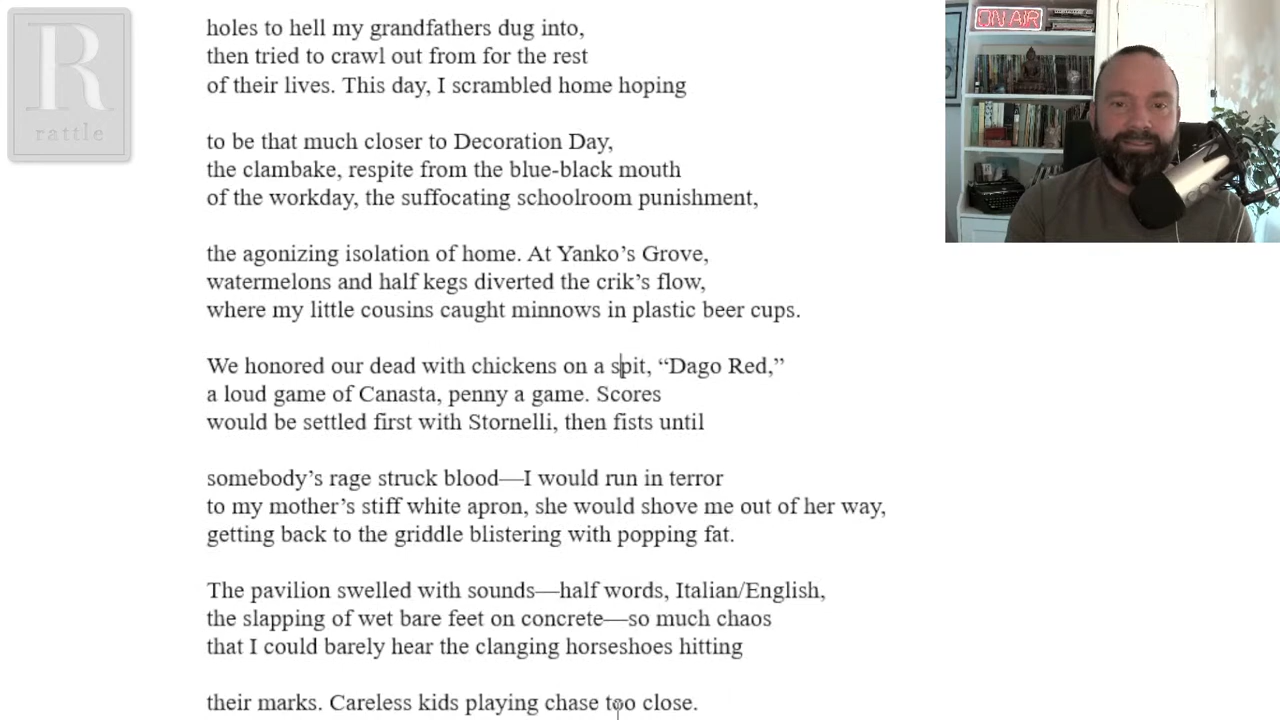 R
rattle
ON AIR
holes to hell my grandfathers dug into,
then tried to crawl out from for the rest
of their lives. This day, I scrambled home hoping
to be that much closer to Decoration Day,
the clambake, respite from the blue-black mouth
of the workday, the suffocating schoolroom punishment,
the agonizing isolation of home. At Yanko’s Grove,
watermelons and half kegs diverted the crik’s flow,
where my little cousins caught minnows in plastic beer cups.
We honored our dead with chickens on a spit, “Dago Red,”
a loud game of Canasta, penny a game. Scores
would be settled first with Stornelli, then fists until
somebody’s rage struck blood—I would run in terror
to my mother’s stiff white apron, she would shove me out of her way,
getting back to the griddle blistering with popping fat.
The pavilion swelled with sounds—half words, Italian/English,
the slapping of wet bare feet on concrete—so much chaos
that I could barely hear the clanging horseshoes hitting
their marks. Careless kids playing chase too close.